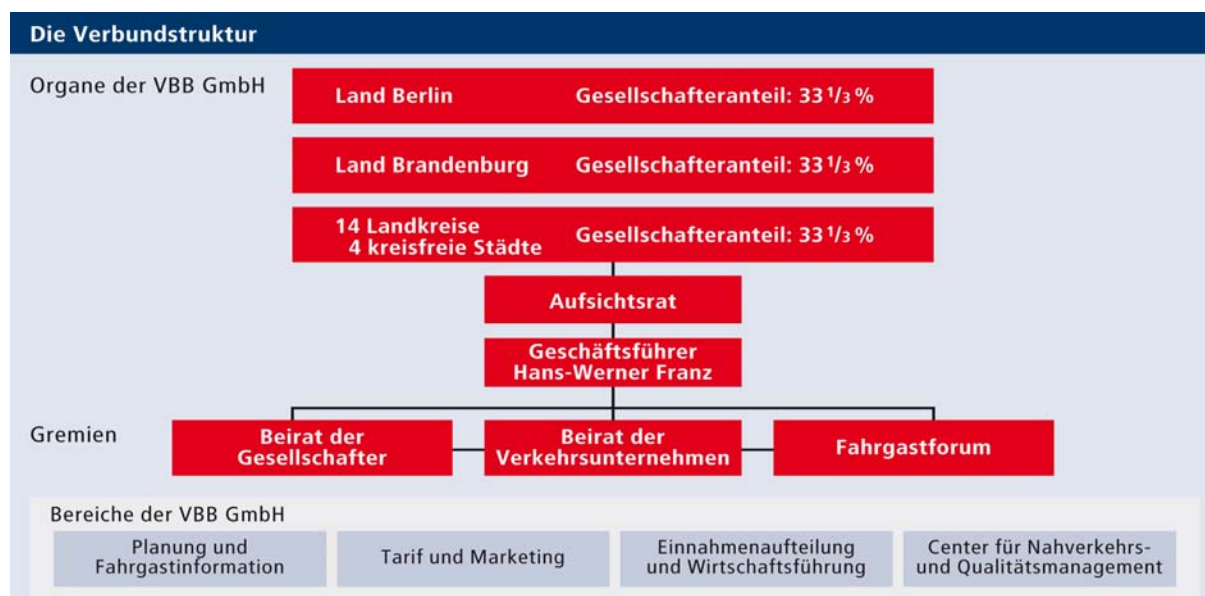 Die Verbundstruktur
Organe der VBB GmbH
Land Berlin Gesellschafteranteil: 33 1/3 %
Land Brandenburg Gesellschafteranteil: 33 1/3 %
14 Landkreise
4 kreisfreie Städte Gesellschafteranteil: 33 1/3 %
Aufsichtsrat
Geschäftsführer
Hans-Werner Franz
Gremien
Beirat der
Gesellschafter
Beirat der
Verkehrsunternehmen
Fahrgastforum
Bereiche der VBB GmbH
Planung und
Fahrgastinformation
Tarif und Marketing
Einnahmenaufteilung
und Wirtschaftsführung
Center für Nahverkehrs-
und Qualitätsmanagement